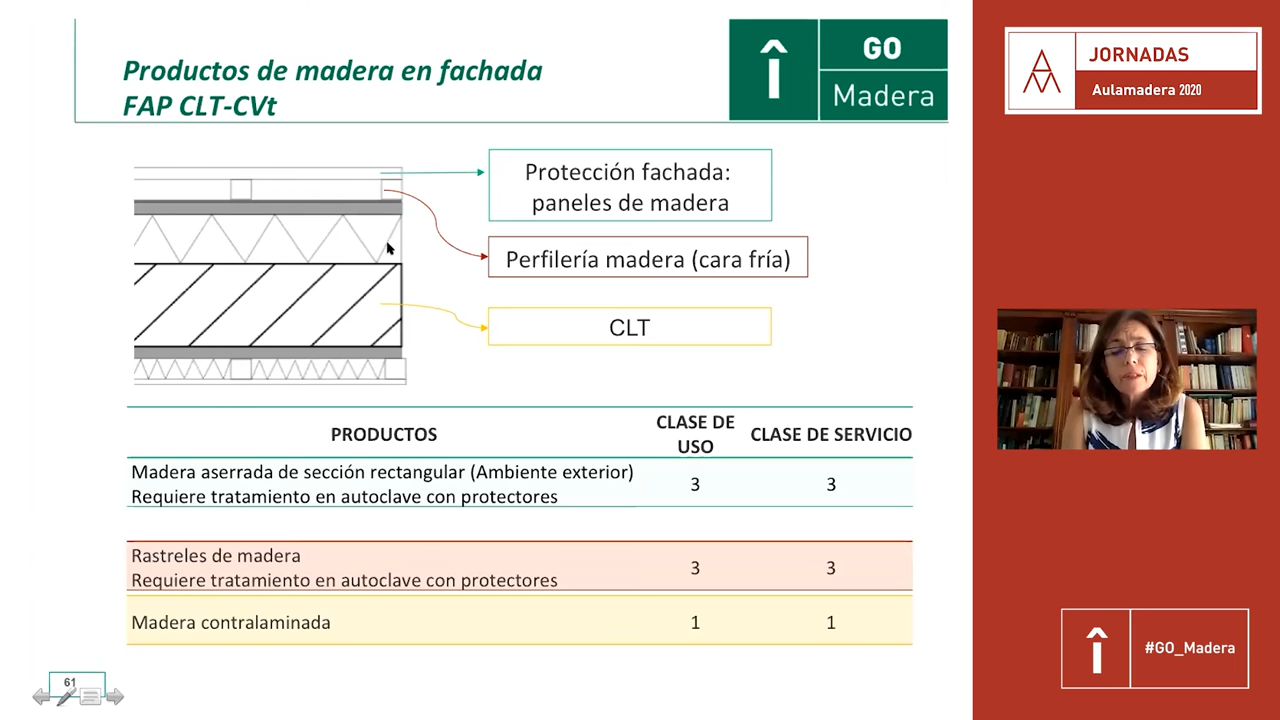 Productos de madera en fachada
FAP CLT-CVt
GO
Madera
JORNADAS
Aulamadera 2020
Protección fachada:
paneles de madera
Perfilería madera (cara fría)
CLT
PRODUCTOS
CLASE DE
USO
CLASE DE SERVICIO
Madera aserrada de sección rectangular (Ambiente exterior)
Requiere tratamiento en autoclave con protectores
3
3
Rastreles de madera
Requiere tratamiento en autoclave con protectores
3
3
Madera contralaminada
1
1
#GO_Madera
61